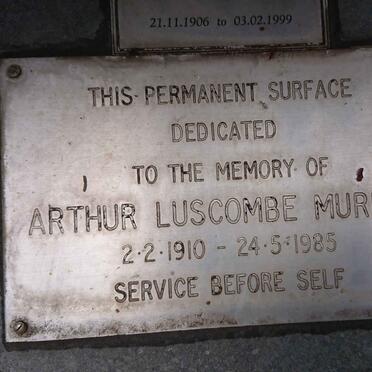 21.11.1906 to 03.02.1999
THIS PERMANENT SURFACE
DEDICATED
TO THE MEMORY OF
ARTHUR LUSCOMBE MUR
2·2·1910 - 24·5·1985
SERVICE BEFORE SELF